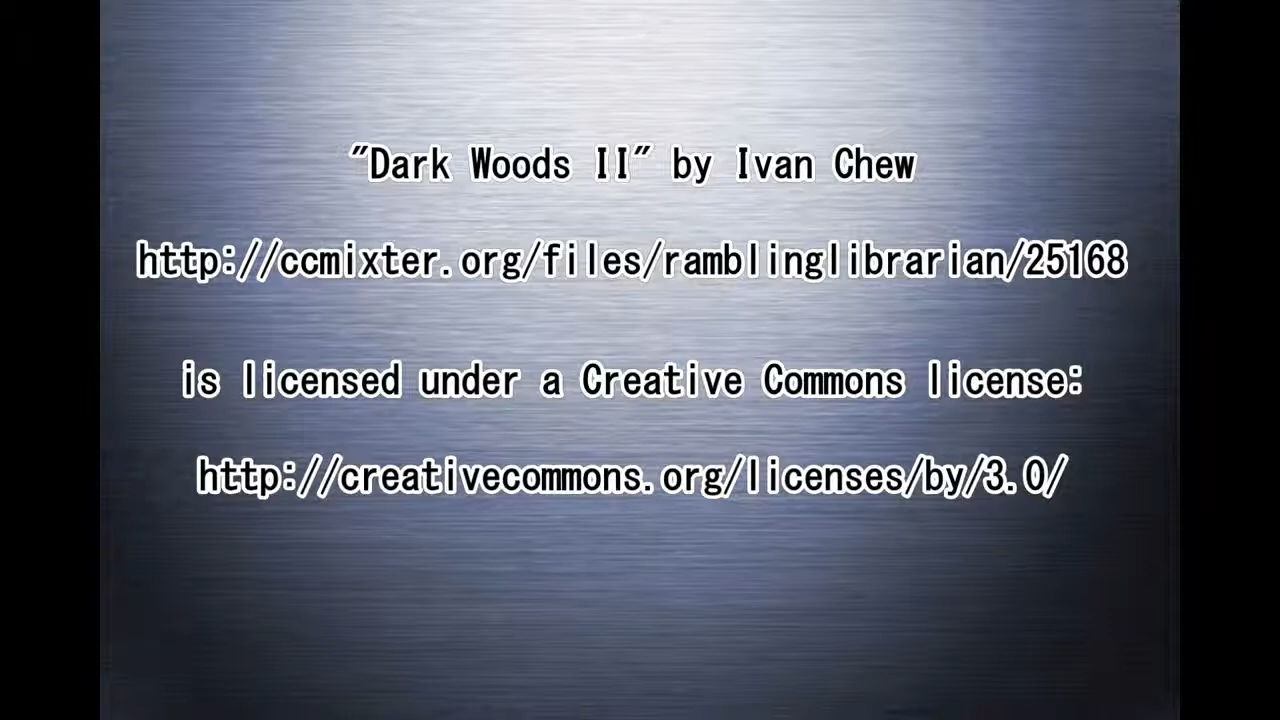 "Dark Woods II" by Ivan Chew
http://ccmixter.org/files/ramblinglibrarian/25168
is licensed under a Creative Commons license:
http://creativecommons.org/licenses/by/3.0/